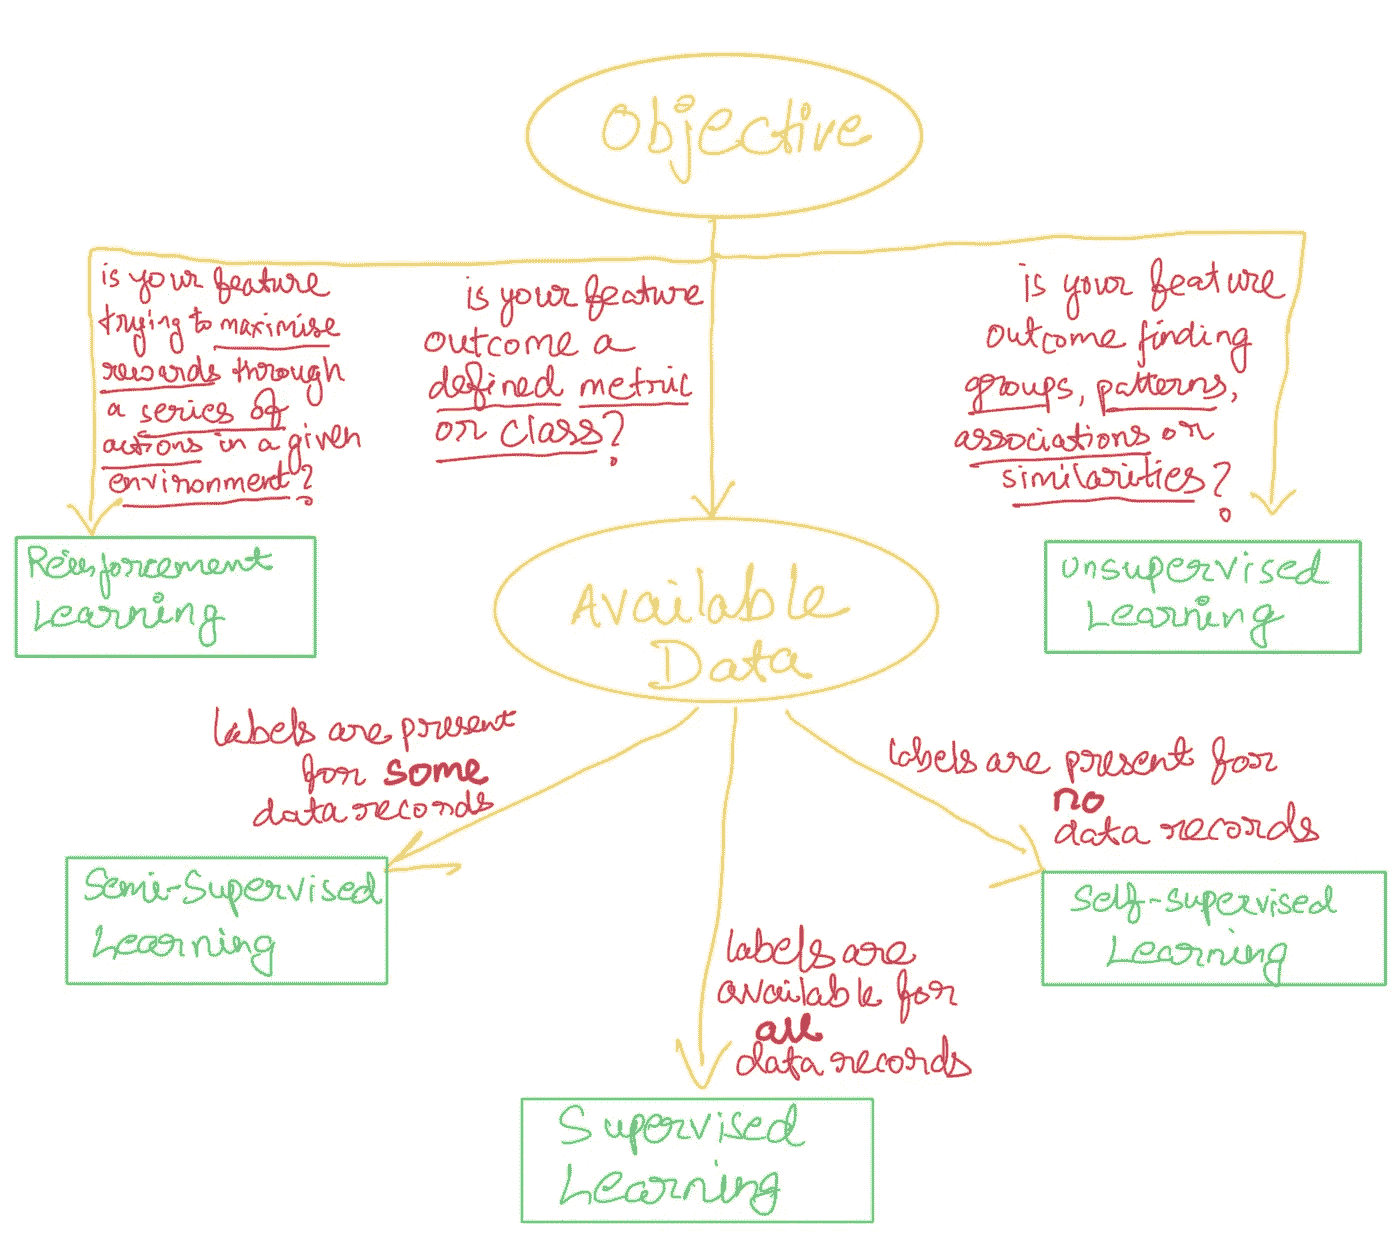 Objective
is your feature
trying to maximise
rewards through
a series of
actions in a given
environment?
is your feature
outcome a
defined metric
or class?
is your feature
outcome finding
groups, patterns,
associations or
similarities?
Reinforcement
Learning
Available
Data
Unsupervised
Learning
labels are present
for some
data records
labels are present for
no
data records
Semi-Supervised
Learning
labels are
available for
all
data records
Self-supervised
Learning
Supervised
Learning